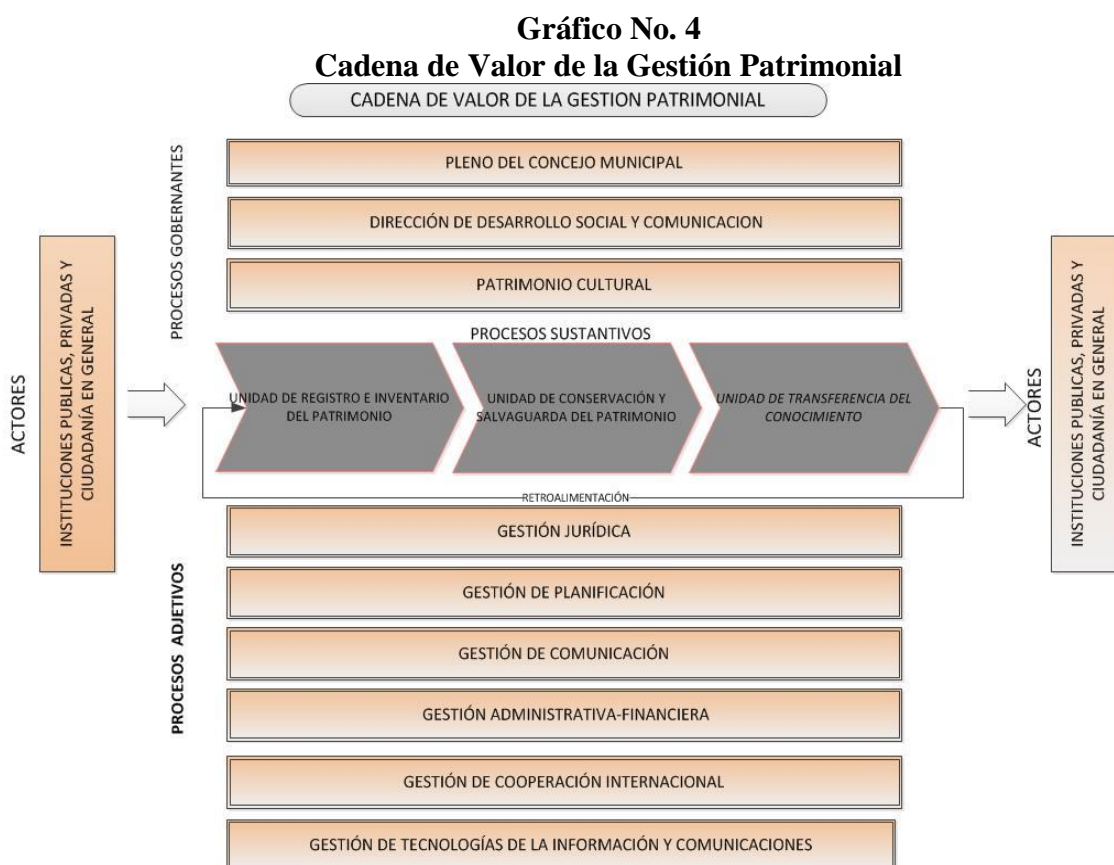 Gráfico No. 4
Cadena de Valor de la Gestión Patrimonial
CADENA DE VALOR DE LA GESTION PATRIMONIAL
PROCESOS GOBERNANTES
PLENO DEL CONCEJO MUNICIPAL
DIRECCIÓN DE DESARROLLO SOCIAL Y COMUNICACION
PATRIMONIO CULTURAL
ACTORES
INSTITUCIONES PUBLICAS, PRIVADAS Y
CIUDADANÍA EN GENERAL
PROCESOS SUSTANTIVOS
UNIDAD DE REGISTRO E INVENTARIO
DEL PATRIMONIO
UNIDAD DE CONSERVACIÓN Y
SALVAGUARDA DEL PATRIMONIO
UNIDAD DE TRANSFERENCIA DEL
CONOCIMIENTO
RETROALIMENTACIÓN
ACTORES
INSTITUCIONES PUBLICAS, PRIVADAS Y
CIUDADANÍA EN GENERAL
PROCESOS ADJETIVOS
GESTIÓN JURÍDICA
GESTIÓN DE PLANIFICACIÓN
GESTIÓN DE COMUNICACIÓN
GESTIÓN ADMINISTRATIVA-FINANCIERA
GESTIÓN DE COOPERACIÓN INTERNACIONAL
GESTIÓN DE TECNOLOGÍAS DE LA INFORMACIÓN Y COMUNICACIONES